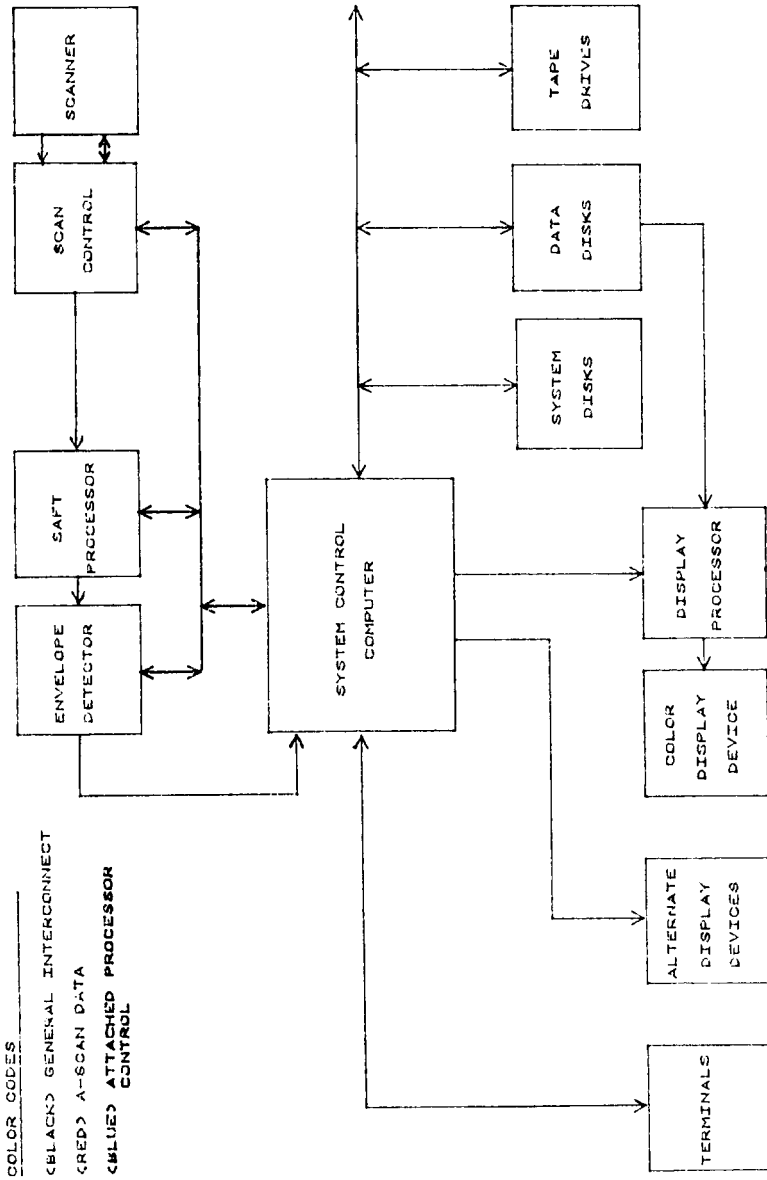 COLOR CODES
<BLACK> GENERAL INTERCONNECT
<RED> A-SCAN DATA
<BLUE> ATTACHED PROCESSOR
CONTROL
ENVELOPE
DETECTOR
SAFT
PROCESSOR
SCAN
CONTROL
SCANNER
SYSTEM CONTROL
COMPUTER
SYSTEM
DISKS
DATA
DISKS
TAPE
DRIVES
TERMINALS
ALTERNATE
DISPLAY
DEVICES
COLOR
DISPLAY
DEVICE
DISPLAY
PROCESSOR